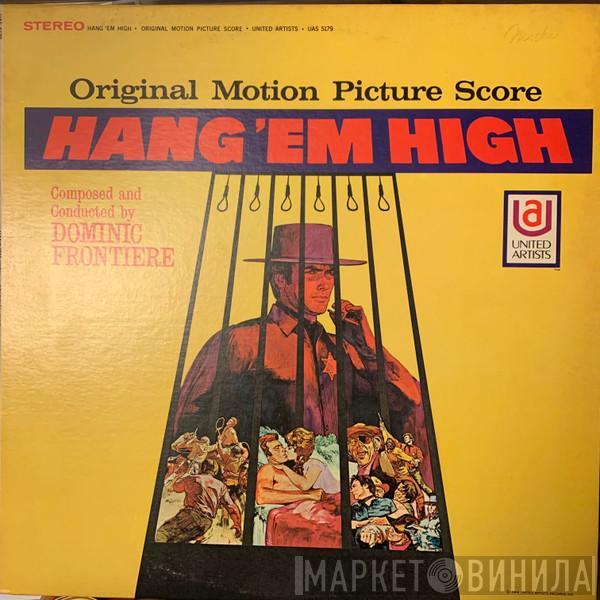 STEREO HANG 'EM HIGH • ORIGINAL MOTION PICTURE SCORE • UNITED ARTISTS • UAS 5179
Original Motion Picture Score
HANG 'EM HIGH
Composed and
Conducted by
DOMINIC
FRONTIERE
UA
UNITED
ARTISTS
МАРКЕТ ВИНИЛА